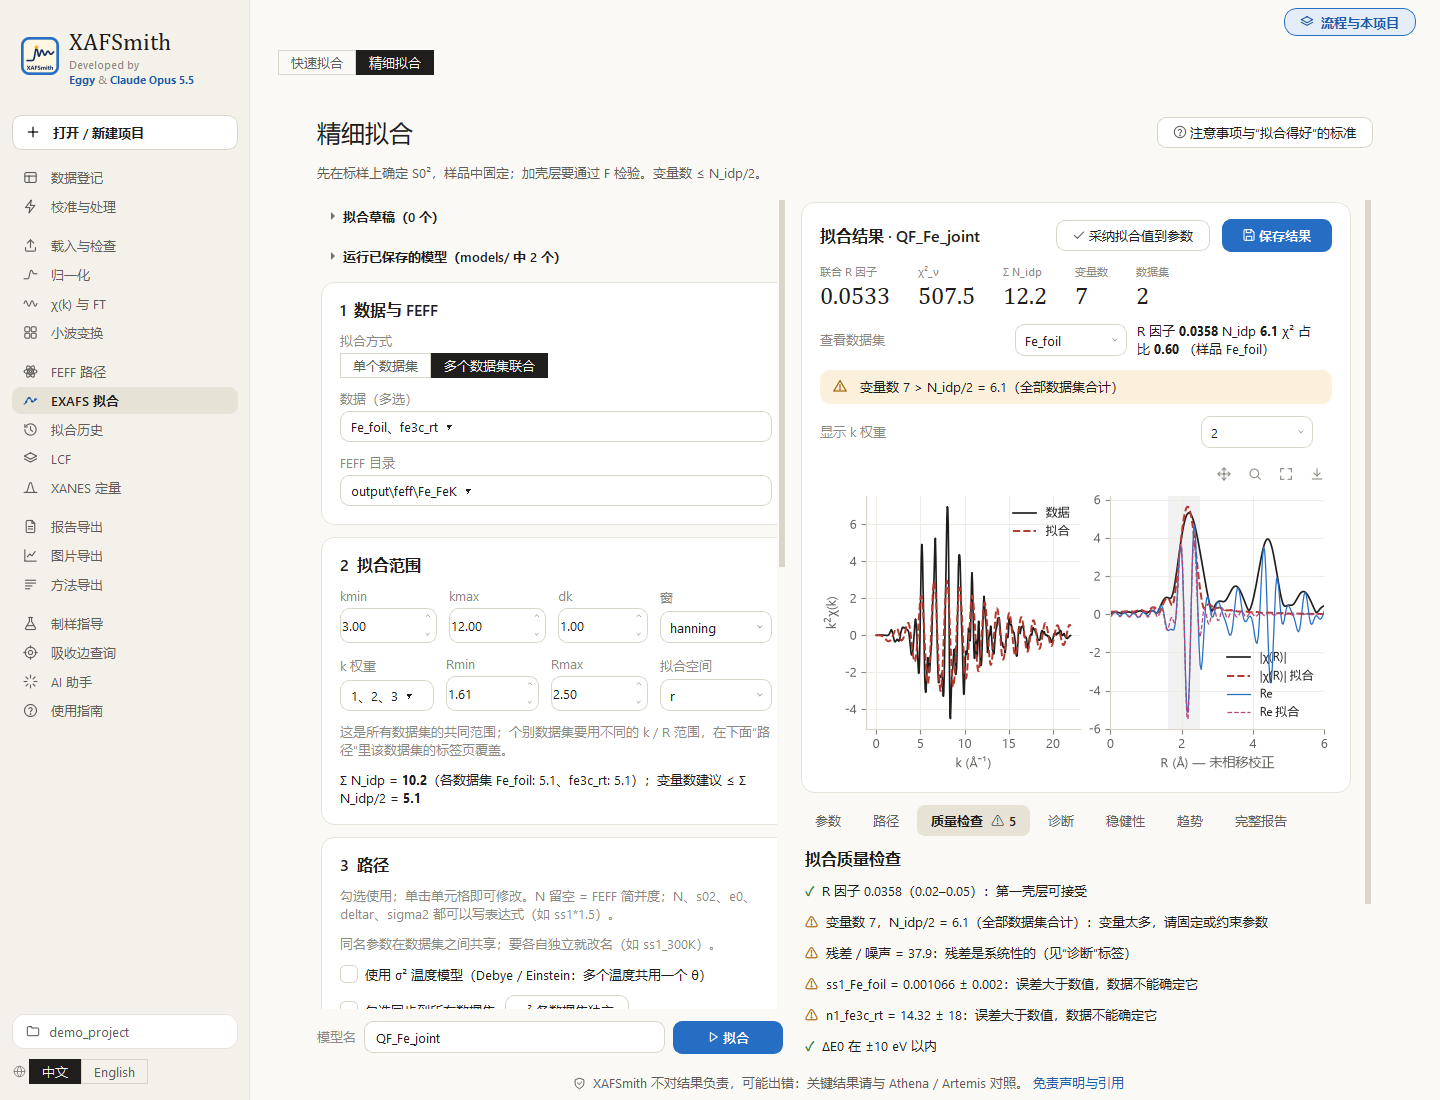 XAFSmith
Developed by
Eggy & Claude Opus 5.5
打开 / 新建项目
数据登记
校准与处理
载入与检查
归一化
χ(k) 与 FT
小波变换
FEFF 路径
EXAFS 拟合
拟合历史
LCF
XANES 定量
报告导出
图片导出
方法导出
制样指导
吸收边查询
AI 助手
使用指南
demo_project
中文 English
流程与本项目
快速拟合 精细拟合
精细拟合
注意事项与“拟合得好”的标准
先在标样上确定 S0²，样品中固定；加壳层要通过 F 检验。变量数 ≤ N_idp/2。
拟合草稿（0 个）
运行已保存的模型（models/ 中 2 个）
1 数据与 FEFF
拟合方式
单个数据集 多个数据集联合
数据（多选）
Fe_foil、fe3c_rt
FEFF 目录
output\feff\Fe_FeK
2 拟合范围
kmin kmax dk 窗
3.00 12.00 1.00 hanning
k 权重 Rmin Rmax 拟合空间
1、2、3 1.61 2.50 r
这是所有数据集的共同范围；个别数据集要用不同的 k / R 范围，在下面“路
径”里该数据集的标签页覆盖。
Σ N_idp = 10.2（各数据集 Fe_foil: 5.1、fe3c_rt: 5.1）；变量数建议 ≤ Σ
N_idp/2 = 5.1
3 路径
勾选使用；单击单元格即可修改。N 留空 = FEFF 简并度；N、s02、e0、
deltar、sigma2 都可以写表达式（如 ss1*1.5）。
同名参数在数据集之间共享；要各自独立就改名（如 ss1_300K）。
使用 σ² 温度模型（Debye / Einstein：多个温度共用一个 θ）
模型名 QF_Fe_joint 拟合
拟合结果 · QF_Fe_joint
采纳拟合值到参数 保存结果
联合 R 因子 χ²_ν Σ N_idp 变量数 数据集
0.0533 507.5 12.2 7 2
查看数据集 Fe_foil
R 因子 0.0358 N_idp 6.1 χ² 占
比 0.60 （样品 Fe_foil）
变量数 7 > N_idp/2 = 6.1（全部数据集合计）
显示 k 权重 2
数据
拟合
6
4
2
0
-2
-4
k²χ(k)
0 5 10 15 20
k (Å⁻¹)
6
4
2
0
-2
-4
-6
|χ(R)|
|χ(R)| 拟合
Re
Re 拟合
0 2 4 6
R (Å) — 未相移校正
参数 路径 质量检查 5 诊断 稳健性 趋势 完整报告
拟合质量检查
R 因子 0.0358（0.02–0.05）：第一壳层可接受
变量数 7，N_idp/2 = 6.1（全部数据集合计）：变量太多，请固定或约束参数
残差 / 噪声 = 37.9：残差是系统性的（见“诊断”标签）
ss1_Fe_foil = 0.001066 ± 0.002：误差大于数值，数据不能确定它
n1_fe3c_rt = 14.32 ± 18：误差大于数值，数据不能确定它
ΔE0 在 ±10 eV 以内
XAFSmith 不对结果负责，可能出错：关键结果请与 Athena / Artemis 对照。 免责声明与引用